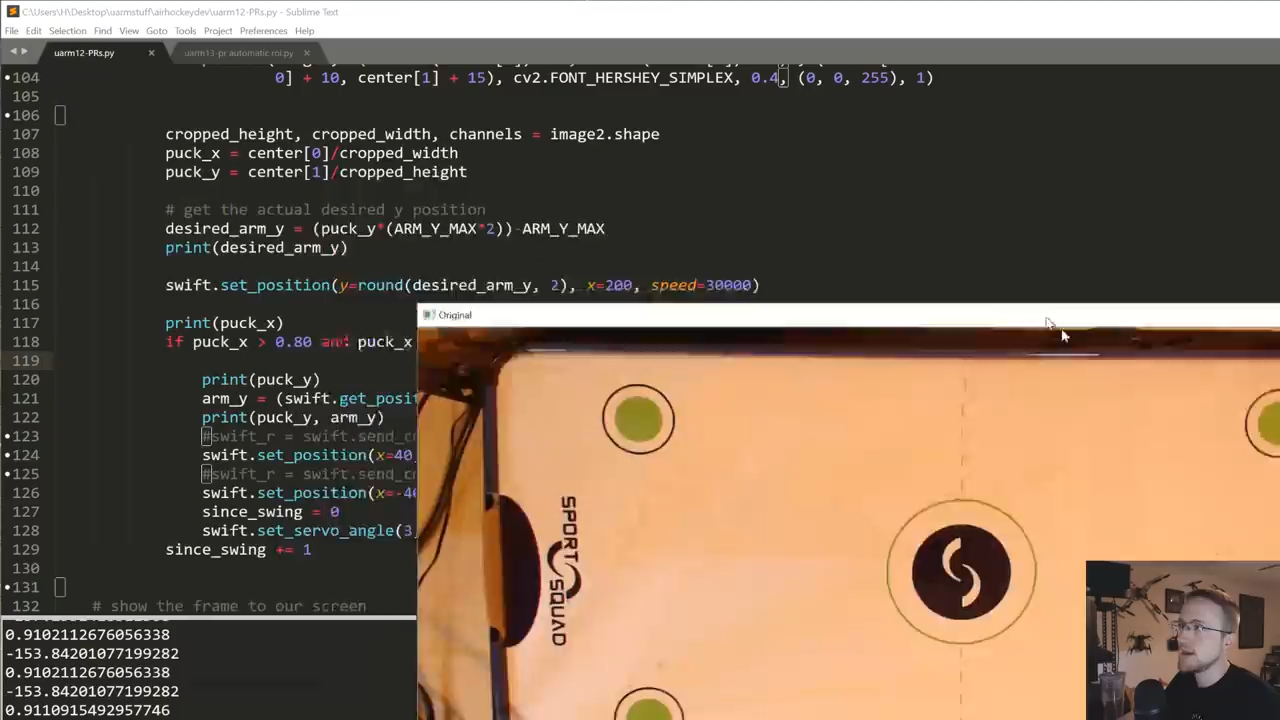 C:\Users\H\Desktop\uarmstuff\airhockeydev\uarm12-PRs.py - Sublime Text
File Edit Selection Find View Goto Tools Project Preferences Help
uarm12-PRs.py × uarm13-pr automatic roi.py ×
104 0] + 10, center[1] + 15), cv2.FONT_HERSHEY_SIMPLEX, 0.4, (0, 0, 255), 1)
105
106
107 cropped_height, cropped_width, channels = image2.shape
108 puck_x = center[0]/cropped_width
109 puck_y = center[1]/cropped_height
110
111 # get the actual desired y position
112 desired_arm_y = (puck_y*(ARM_Y_MAX*2))-ARM_Y_MAX
113 print(desired_arm_y)
114
115 swift.set_position(y=round(desired_arm_y, 2), x=200, speed=30000)
116
117 print(puck_x)
118 if puck_x > 0.80 and puck_x
119
120 print(puck_y)
121 arm_y = (swift.get_posit
122 print(puck_y, arm_y)
123 #swift_r = swift.send_c
124 swift.set_position(x=40
125 #swift_r = swift.send_c
126 swift.set_position(x=-40
127 since_swing = 0
128 swift.set_servo_angle(3
129 since_swing += 1
130
131
132 # show the frame to our screen
0.9102112676056338
-153.84201077199282
0.9102112676056338
-153.84201077199282
0.9110915492957746
Original
SPORT
SQUAD